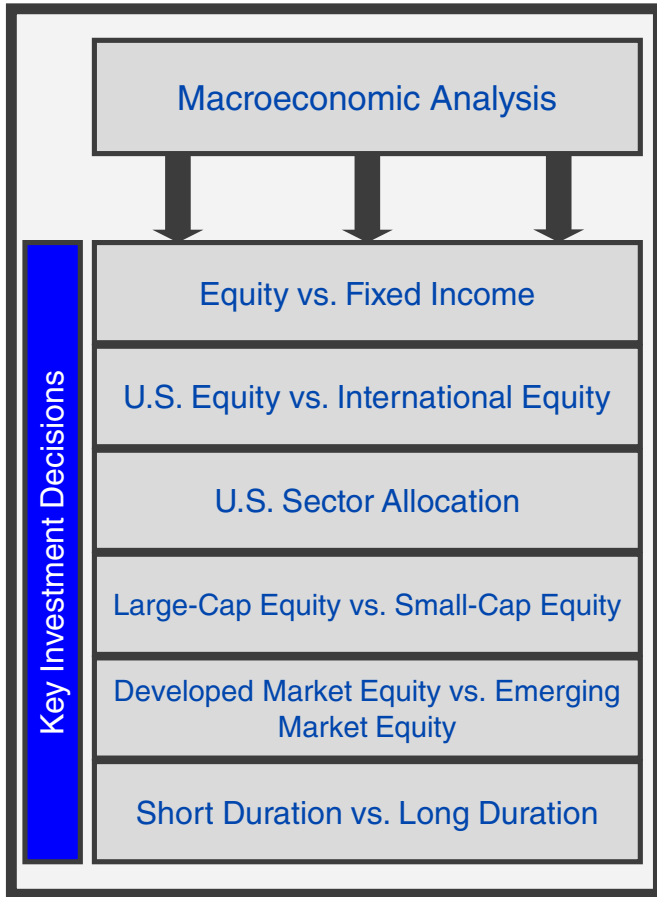 Macroeconomic Analysis
Key Investment Decisions
Equity vs. Fixed Income
U.S. Equity vs. International Equity
U.S. Sector Allocation
Large-Cap Equity vs. Small-Cap Equity
Developed Market Equity vs. Emerging
Market Equity
Short Duration vs. Long Duration